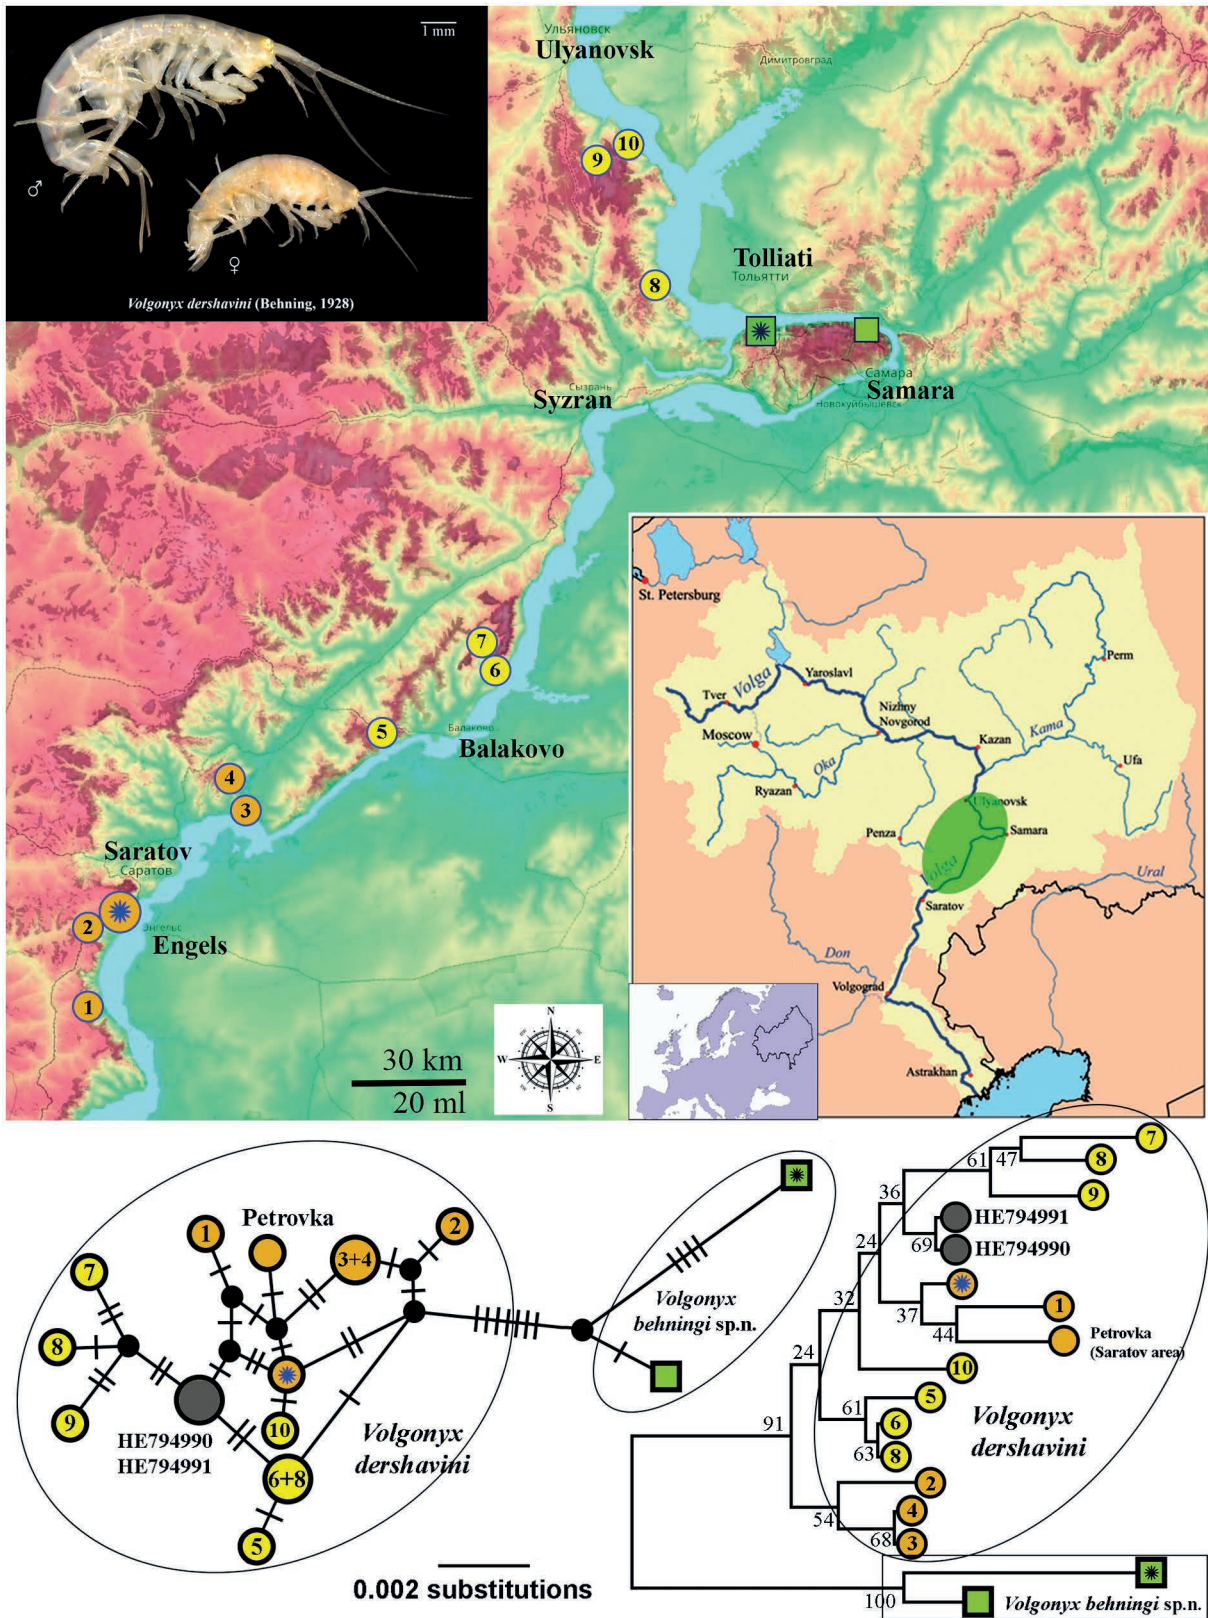 1 mm
♂
♀
Volgonyx dershavini (Behning, 1928)
Ульяновск
Ulyanovsk
Димитровград
10
9
8
Tolliati
Тольятти
Самара
Samara
Новокуйбышевск
Сызрань
Syzran
7
6
5
Балаково
Balakovo
4
3
Saratov
Саратов
2
Энгельс
Engels
1
30 km
20 ml
N
W
E
S
St. Petersburg
Tver
Volga
Yaroslavl
Nizhny
Novgorod
Moscow
Oka
Ryazan
Kazan
Kama
Perm
Ufa
Ulyanovsk
Penza
Samara
Volga
Saratov
Ural
Don
Volgograd
Astrakhan
Petrovka
1
2
3+4
7
8
9
10
HE794990
HE794991
6+8
5
Volgonyx
dershavini
Volgonyx
behningi sp.n.
0.002 substitutions
7
61
47
8
9
36
HE794991
69
HE794990
24
37
1
44
Petrovka
(Saratov area)
32
10
24
61
5
6
63
8
Volgonyx
dershavini
91
2
54
4
68
3
100
Volgonyx behningi sp.n.